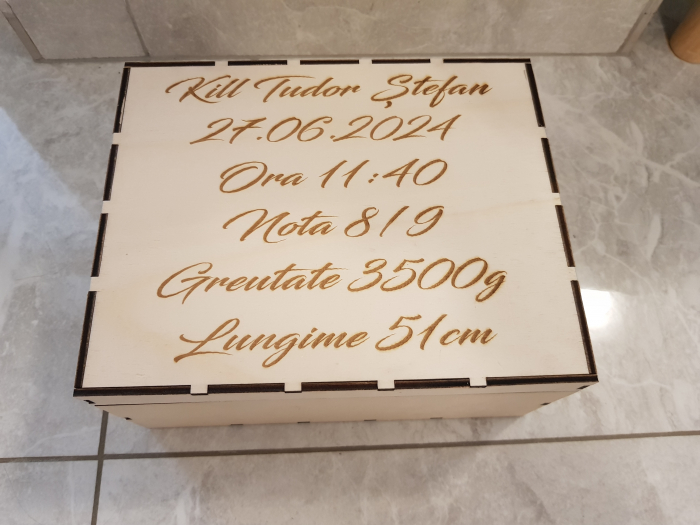 Kill Tudor Ștefan
27.06.2024
Ora 11:40
Nota 8/9
Greutate 3500g
Lungime 51cm